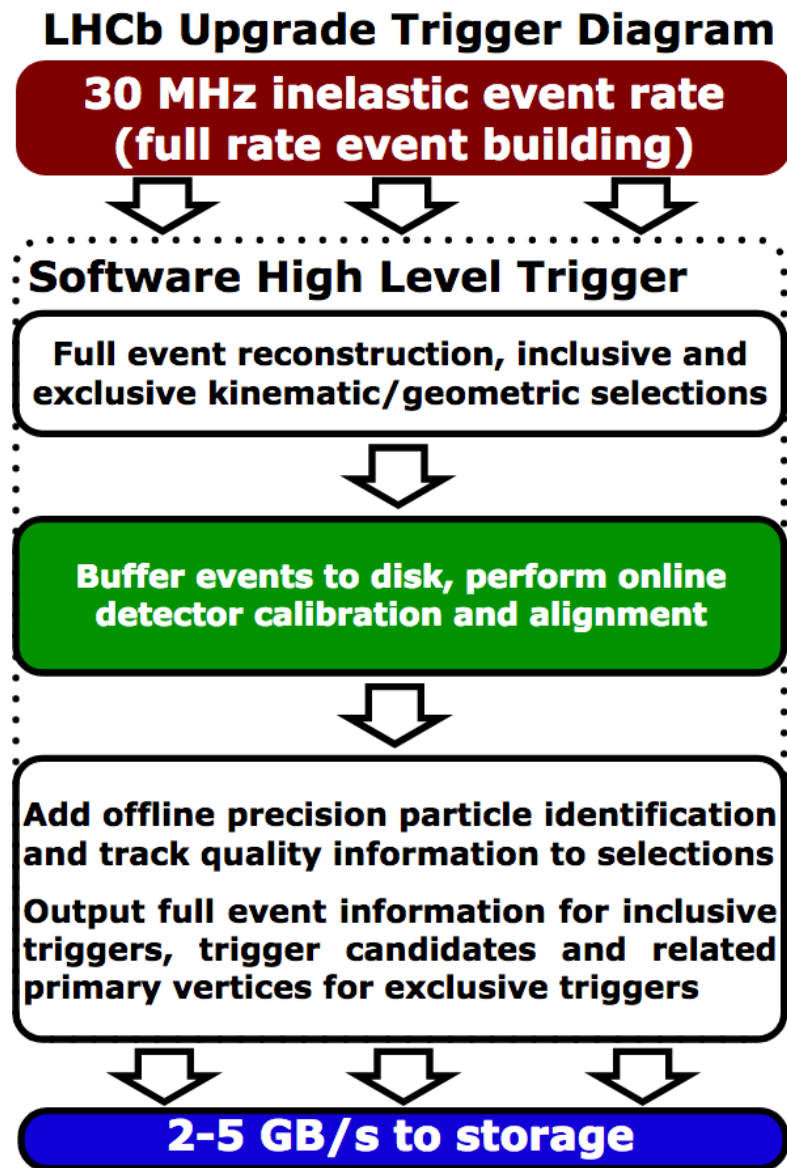 LHCb Upgrade Trigger Diagram
30 MHz inelastic event rate
(full rate event building)
Software High Level Trigger
Full event reconstruction, inclusive and
exclusive kinematic/geometric selections
Buffer events to disk, perform online
detector calibration and alignment
Add offline precision particle identification
and track quality information to selections
Output full event information for inclusive
triggers, trigger candidates and related
primary vertices for exclusive triggers
2-5 GB/s to storage